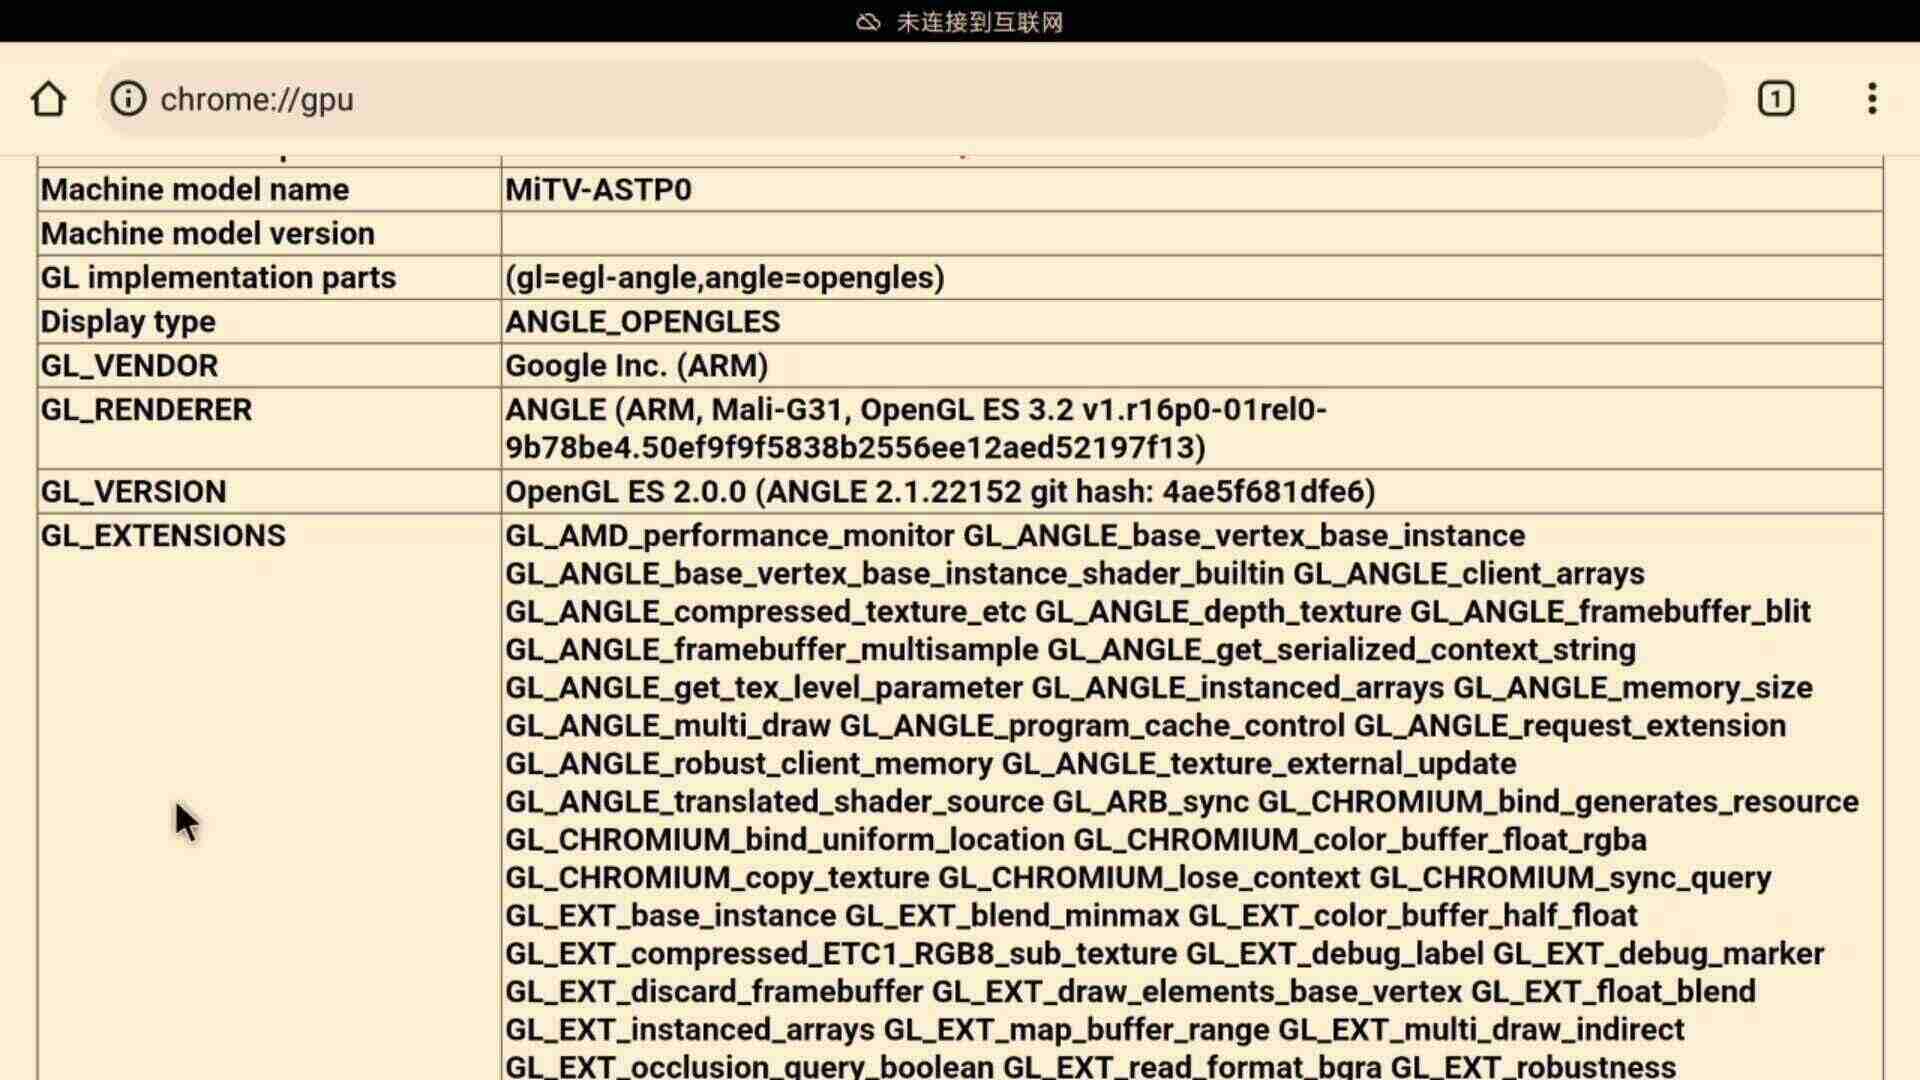 未连接到互联网
chrome://gpu
1
Machine model name MiTV-ASTP0
Machine model version
GL implementation parts (gl=egl-angle,angle=opengles)
Display type ANGLE_OPENGLES
GL_VENDOR Google Inc. (ARM)
GL_RENDERER ANGLE (ARM, Mali-G31, OpenGL ES 3.2 v1.r16p0-01rel0-
9b78be4.50ef9f9f5838b2556ee12aed52197f13)
GL_VERSION OpenGL ES 2.0.0 (ANGLE 2.1.22152 git hash: 4ae5f681dfe6)
GL_EXTENSIONS GL_AMD_performance_monitor GL_ANGLE_base_vertex_base_instance
GL_ANGLE_base_vertex_base_instance_shader_builtin GL_ANGLE_client_arrays
GL_ANGLE_compressed_texture_etc GL_ANGLE_depth_texture GL_ANGLE_framebuffer_blit
GL_ANGLE_framebuffer_multisample GL_ANGLE_get_serialized_context_string
GL_ANGLE_get_tex_level_parameter GL_ANGLE_instanced_arrays GL_ANGLE_memory_size
GL_ANGLE_multi_draw GL_ANGLE_program_cache_control GL_ANGLE_request_extension
GL_ANGLE_robust_client_memory GL_ANGLE_texture_external_update
GL_ANGLE_translated_shader_source GL_ARB_sync GL_CHROMIUM_bind_generates_resource
GL_CHROMIUM_bind_uniform_location GL_CHROMIUM_color_buffer_float_rgba
GL_CHROMIUM_copy_texture GL_CHROMIUM_lose_context GL_CHROMIUM_sync_query
GL_EXT_base_instance GL_EXT_blend_minmax GL_EXT_color_buffer_half_float
GL_EXT_compressed_ETC1_RGB8_sub_texture GL_EXT_debug_label GL_EXT_debug_marker
GL_EXT_discard_framebuffer GL_EXT_draw_elements_base_vertex GL_EXT_float_blend
GL_EXT_instanced_arrays GL_EXT_map_buffer_range GL_EXT_multi_draw_indirect
GL_EXT_occlusion_query_boolean GL_EXT_read_format_bgra GL_EXT_robustness